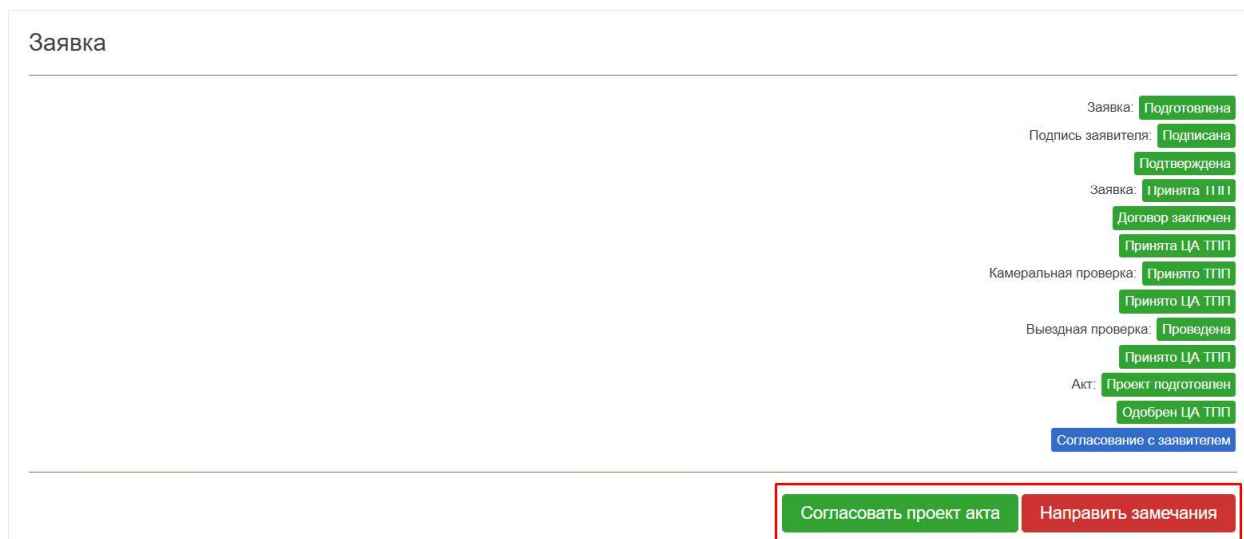 Заявка
Заявка: Подготовлена
Подпись заявителя: Подписана
Подтверждена
Заявка: Принята ТПП
Договор заключен
Принята ЦА ТПП
Камеральная проверка: Принято ТПП
Принято ЦА ТПП
Выездная проверка: Проведена
Принято ЦА ТПП
Акт: Проект подготовлен
Одобрен ЦА ТПП
Согласование с заявителем
Согласовать проект акта Направить замечания